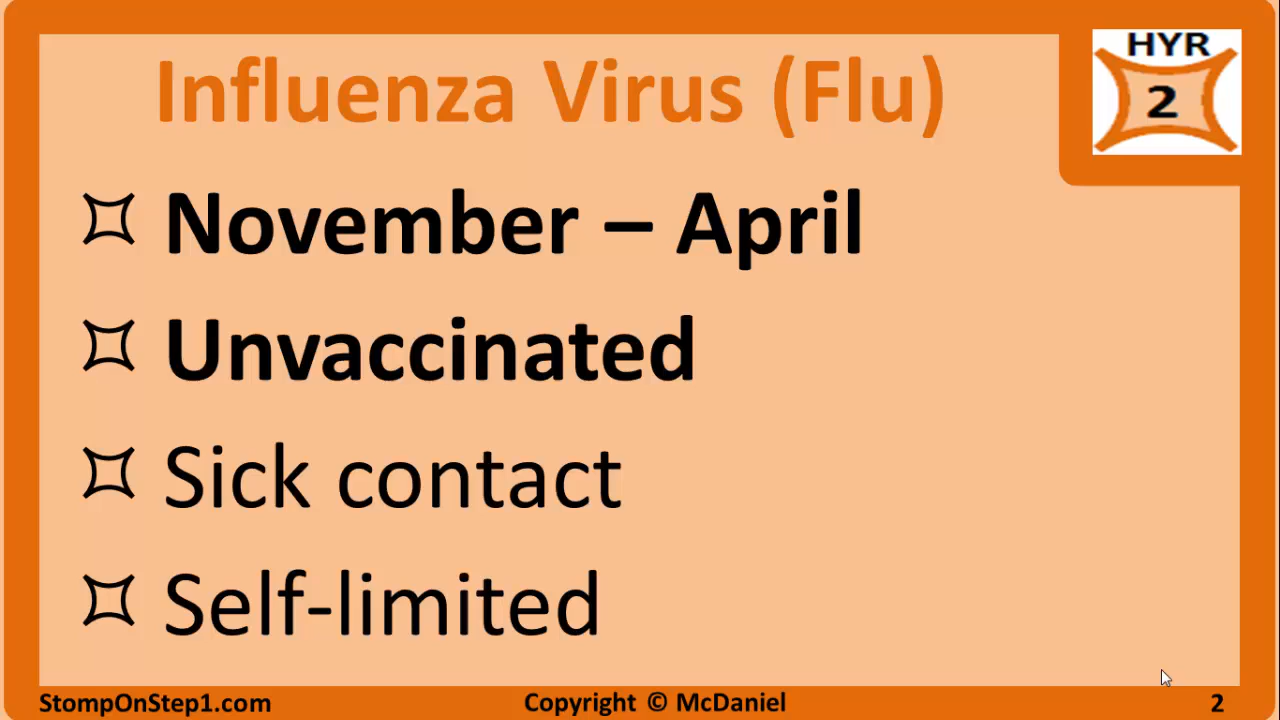 HYR
2
Influenza Virus (Flu)
November – April
Unvaccinated
Sick contact
Self-limited
StompOnStep1.com
Copyright © McDaniel
2